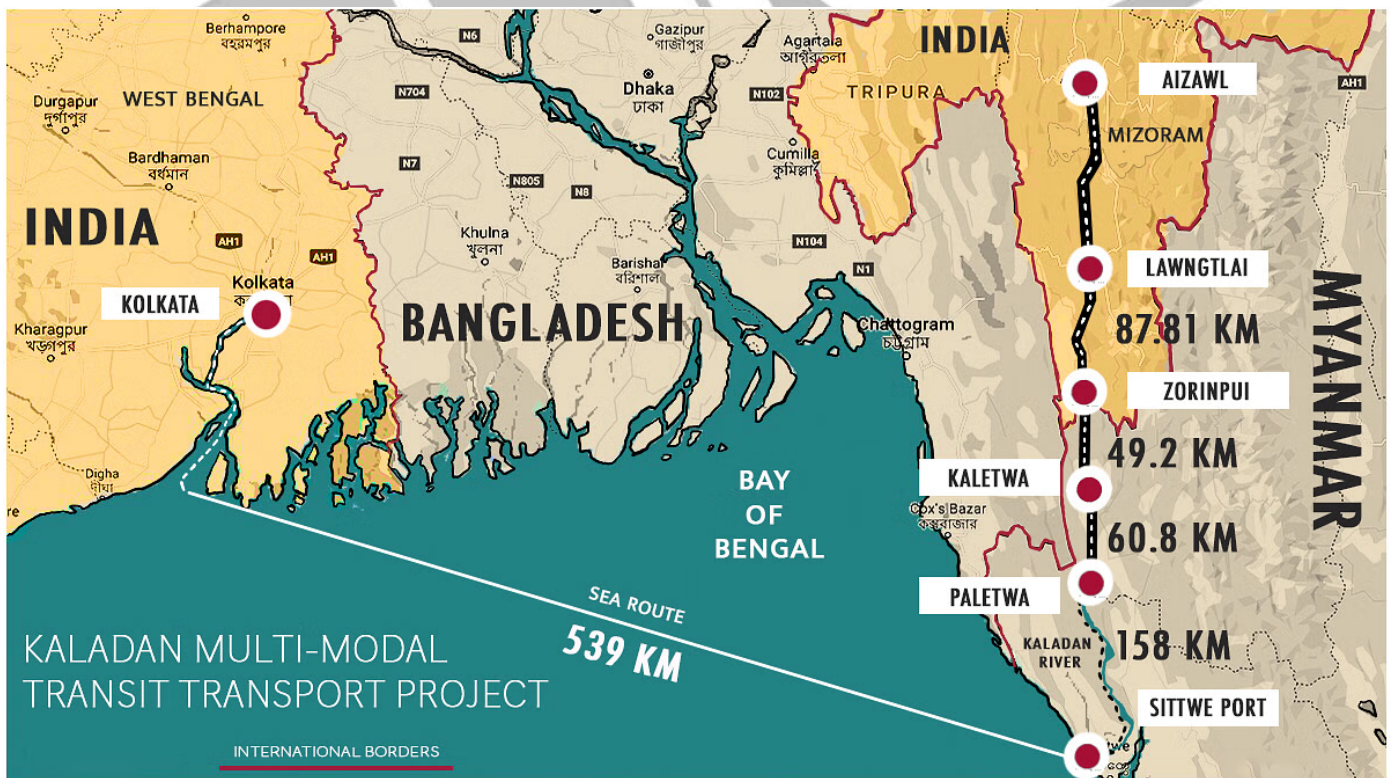 Berhampore
বহরমপুর
N6
Gazipur
গাজীপুর
Agartala
INDIA
AIZAWL
AH1
Durgapur
দুর্গাপুর
WEST BENGAL
N704
Dhaka
ঢাকা
N102
TRIPURA
MIZORAM
Bardhaman
বর্ধমান
N7
N805
N8
Cumilla
কুমিল্লা
INDIA
AH1
AH1
Khulna
খুলনা
Barishal
বরিশাল
N104
N1
LAWNGTLAI
Kolkata
KOLKATA
Kharagpur
খড়্গপুর
BANGLADESH
Chattogram
চট্টগ্রাম
87.81 KM
MYANMAR
ZORINPUI
49.2 KM
Digha
দীঘা
BAY
OF
BENGAL
KALETWA
Cox's Bazar
কক্সবাজার
60.8 KM
SEA ROUTE
539 KM
PALETWA
KALADAN
RIVER
158 KM
KALADAN MULTI-MODAL
TRANSIT TRANSPORT PROJECT
SITTWE PORT
INTERNATIONAL BORDERS